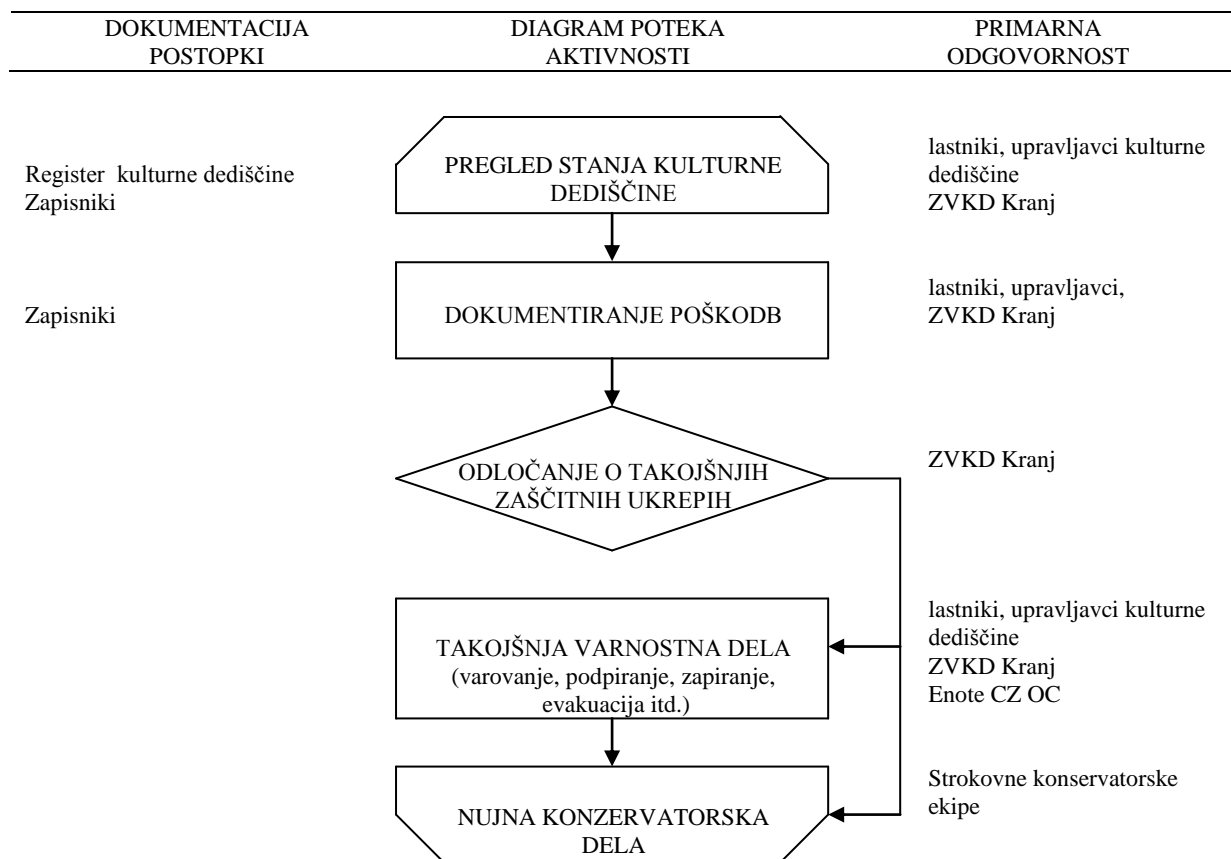 DOKUMENTACIJA
POSTOPKI
DIAGRAM POTEKA
AKTIVNOSTI
PRIMARNA
ODGOVORNOST
Register kulturne dediščine
Zapisniki
PREGLED STANJA KULTURNE
DEDIŠČINE
lastniki, upravljavci kulturne
dediščine
ZVKD Kranj
Zapisniki
DOKUMENTIRANJE POŠKODB
lastniki, upravljavci,
ZVKD Kranj
ODLOČANJE O TAKOJŠNJIH
ZAŠČITNIH UKREPIH
ZVKD Kranj
TAKOJŠNJA VARNOSTNA DELA
(varovanje, podpiranje, zapiranje,
evakuacija itd.)
lastniki, upravljavci kulturne
dediščine
ZVKD Kranj
Enote CZ OC
NUJNA KONZERVATORSKA
DELA
Strokovne konservatorske
ekipe